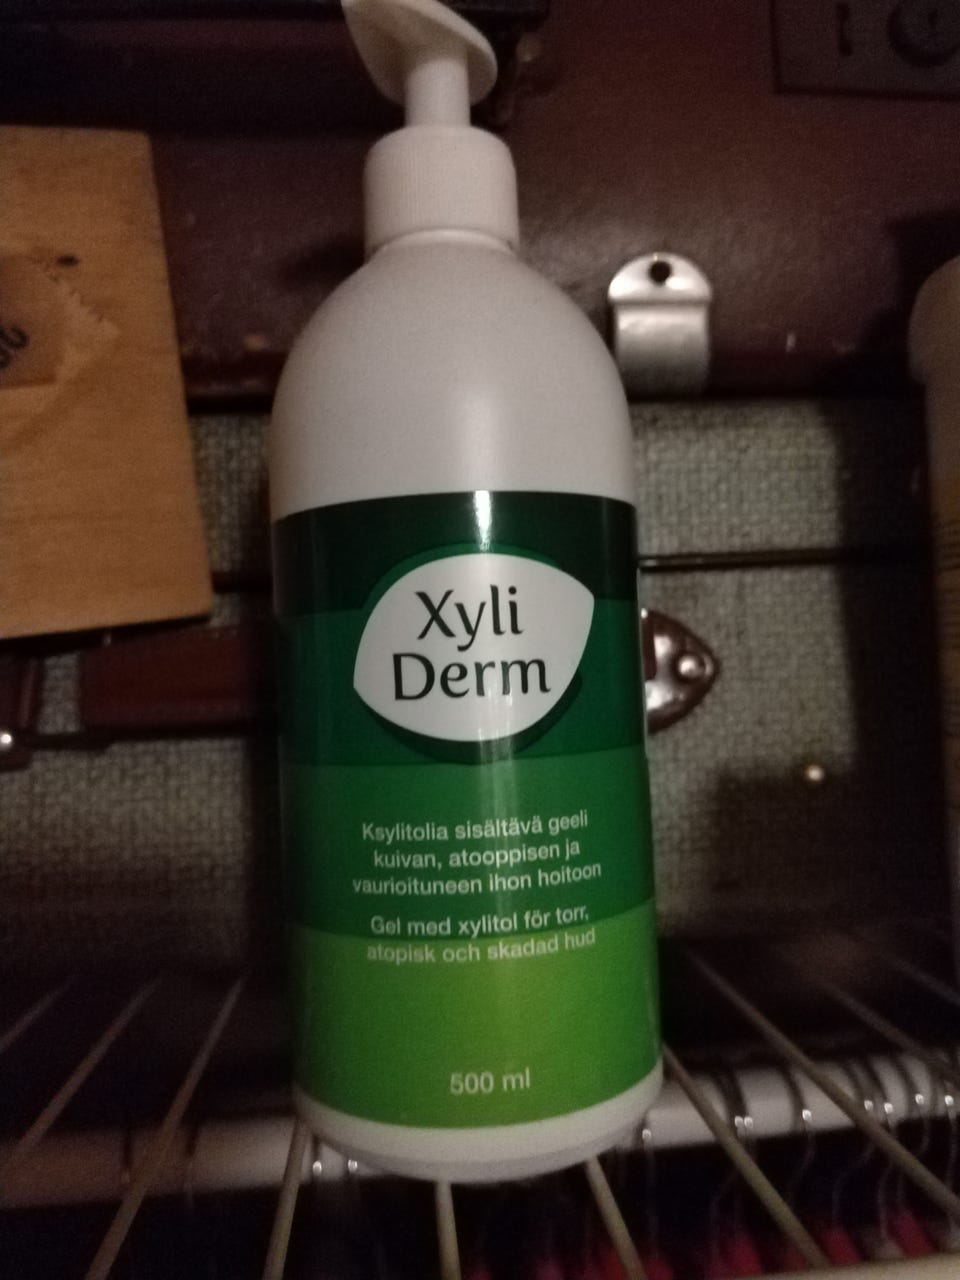 Xyli
Derm
Ksylitolia sisältävä geeli
kuivan, atooppisen ja
vaurioituneen ihon hoitoon
Gel med xylitol för torr,
atopisk och skadad hud
500 ml